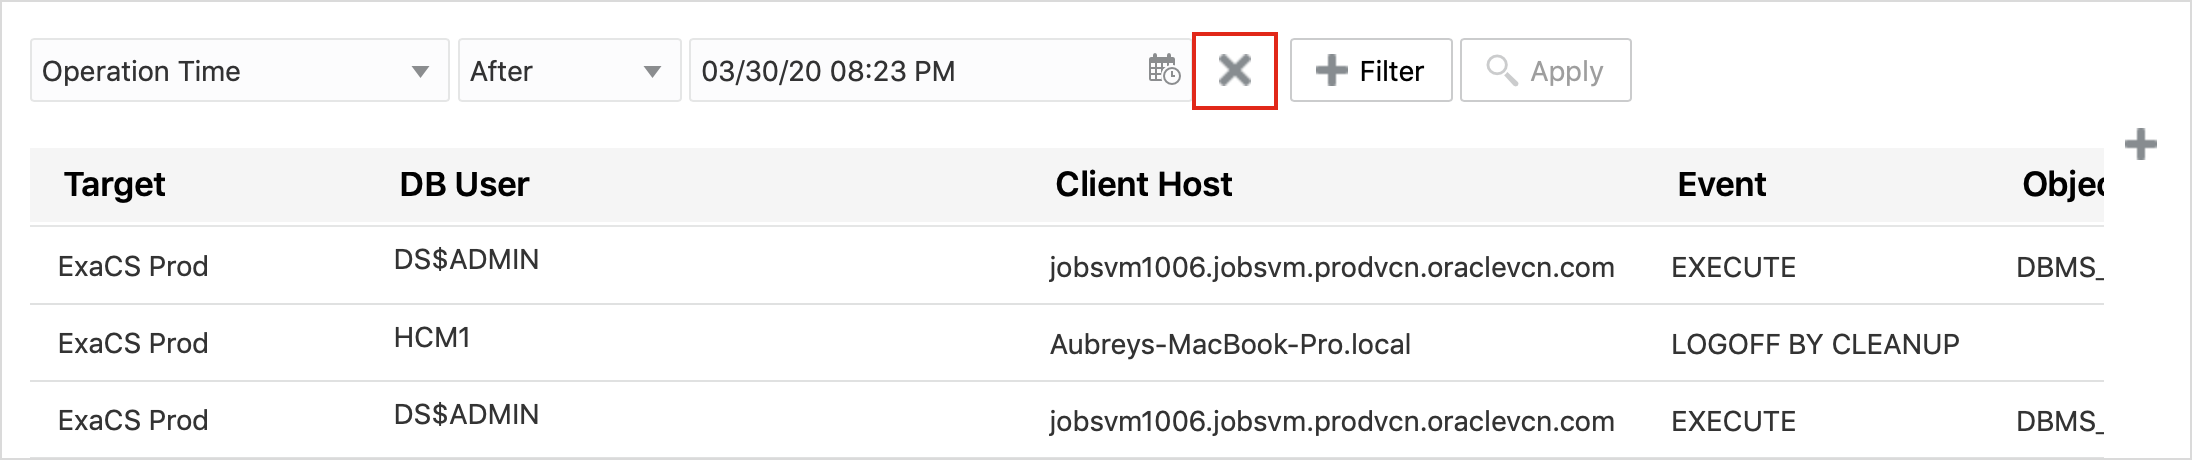 Operation Time After 03/30/20 08:23 PM Filter Apply
Target DB User Client Host Event Objec
ExaCS Prod DS$ADMIN jobsvm1006.jobsvm.prodvcn.oraclevcn.com EXECUTE DBMS_
ExaCS Prod HCM1 Aubreys-MacBook-Pro.local LOGOFF BY CLEANUP
ExaCS Prod DS$ADMIN jobsvm1006.jobsvm.prodvcn.oraclevcn.com EXECUTE DBMS_